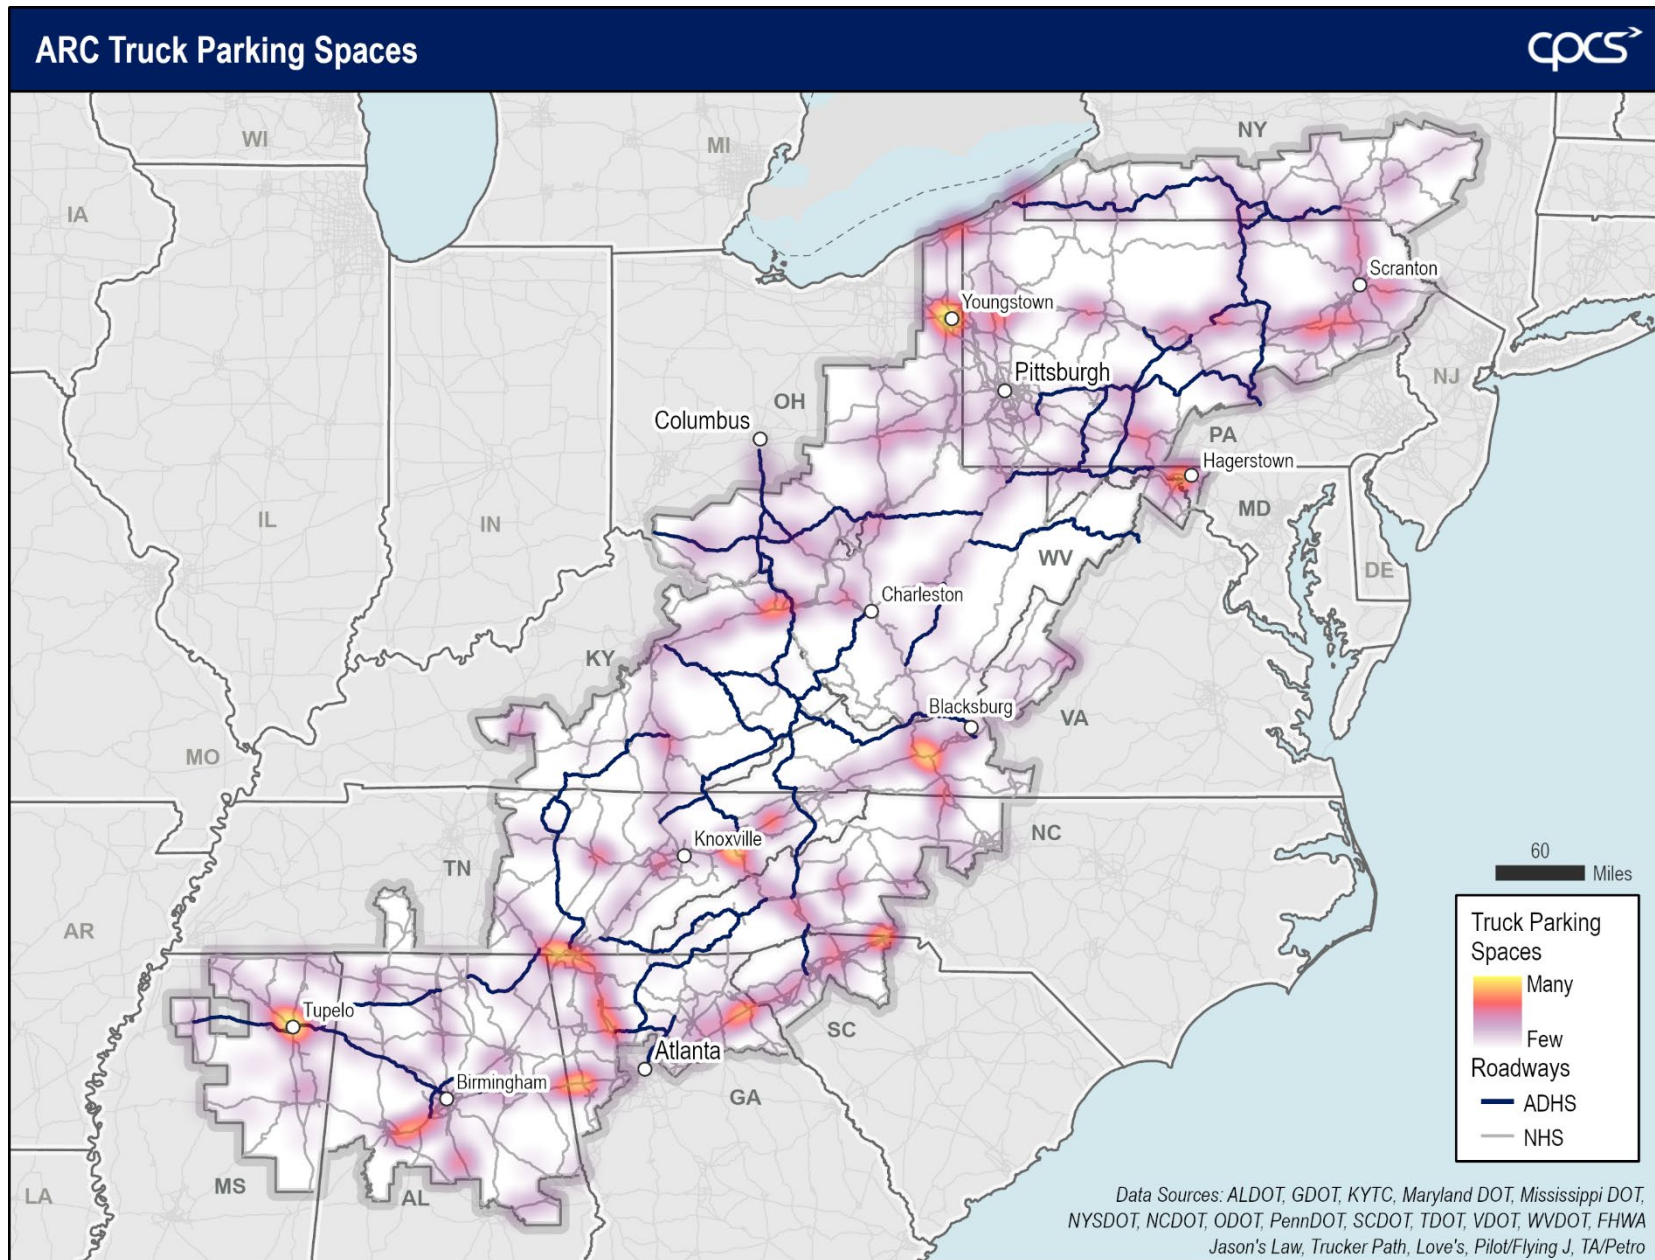 ARC Truck Parking Spaces
cpcs
WI
MI
NY
IA
Scranton
Youngstown
Pittsburgh
NJ
OH
Columbus
PA
Hagerstown
IL
IN
MD
WV
DE
Charleston
KY
Blacksburg
VA
MO
NC
Knoxville
TN
60
Miles
AR
Truck Parking
Spaces
Many
Few
Tupelo
SC
Atlanta
Birmingham
GA
Roadways
ADHS
NHS
MS
AL
LA
Data Sources: ALDOT, GDOT, KYTC, Maryland DOT, Mississippi DOT,
NYSDOT, NCDOT, ODOT, PennDOT, SCDOT, TDOT, VDOT, WVDOT, FHWA
Jason's Law, Trucker Path, Love's, Pilot/Flying J, TA/Petro